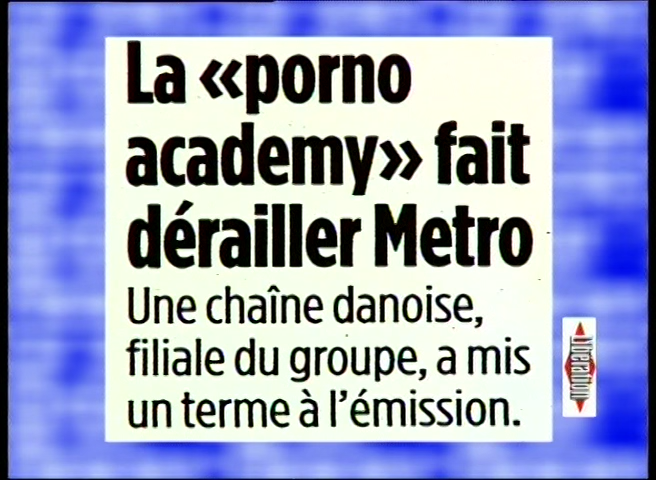 La «porno
academy» fait
dérailler Metro
Une chaîne danoise,
filiale du groupe, a mis
un terme à l'émission.
Libération